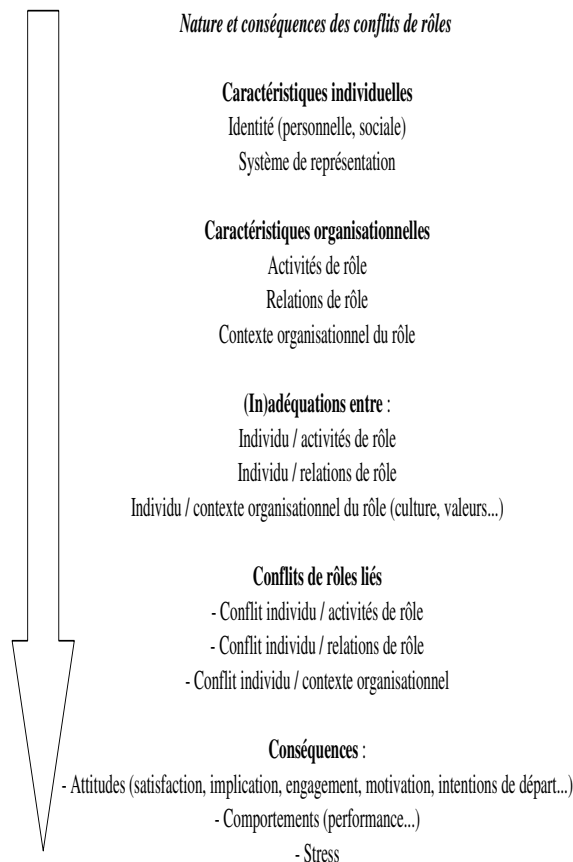 Nature et conséquences des conflits de rôles
Caractéristiques individuelles
Identité (personnelle, sociale)
Système de représentation
Caractéristiques organisationnelles
Activités de rôle
Relations de rôle
Contexte organisationnel du rôle
(In)adéquations entre :
Individu / activités de rôle
Individu / relations de rôle
Individu / contexte organisationnel du rôle (culture, valeurs...)
Conflits de rôles liés
- Conflit individu / activités de rôle
- Conflit individu / relations de rôle
- Conflit individu / contexte organisationnel
Conséquences :
- Attitudes (satisfaction, implication, engagement, motivation, intentions de départ...)
- Comportements (performance...)
- Stress